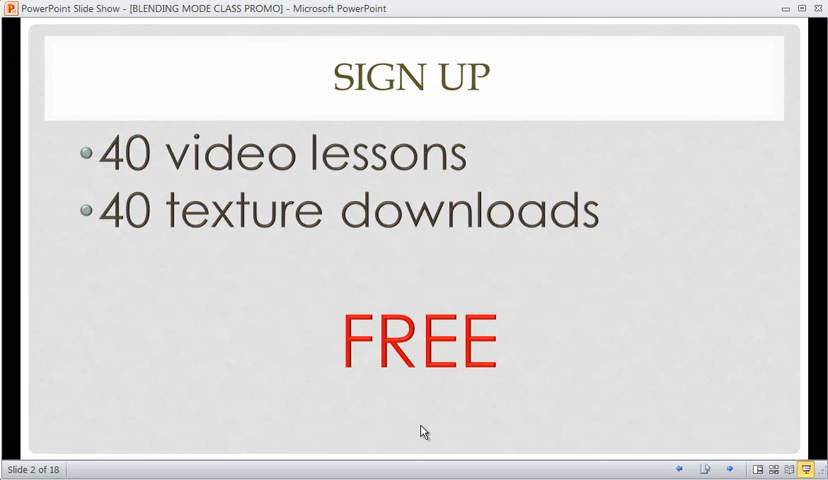 PowerPoint Slide Show - [BLENDING MODE CLASS PROMO] - Microsoft PowerPoint
SIGN UP
•40 video lessons
•40 texture downloads
FREE
Slide 2 of 18